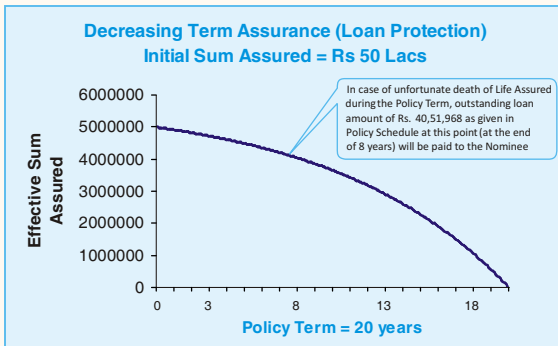 Decreasing Term Assurance (Loan Protection)
Initial Sum Assured = Rs 50 Lacs
In case of unfortunate death of Life Assured
during the Policy Term, outstanding loan
amount of Rs. 40,51,968 as given in
Policy Schedule at this point (at the end
of 8 years) will be paid to the Nominee
Effective Sum
Assured
6000000
5000000
4000000
3000000
2000000
1000000
0
0 3 8 13 18
Policy Term = 20 years